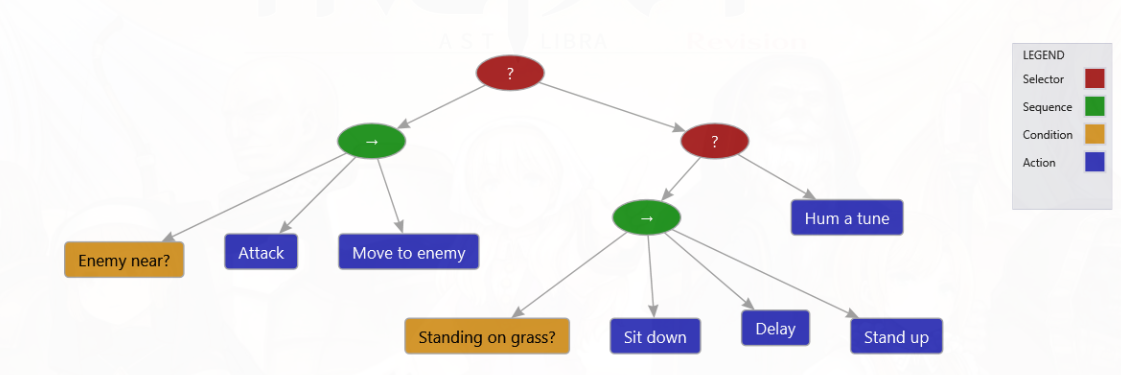 AST LIBRA Revision
?
→
?
→
Hum a tune
Enemy near?
Attack
Move to enemy
Standing on grass?
Sit down
Delay
Stand up
LEGEND
Selector
Sequence
Condition
Action